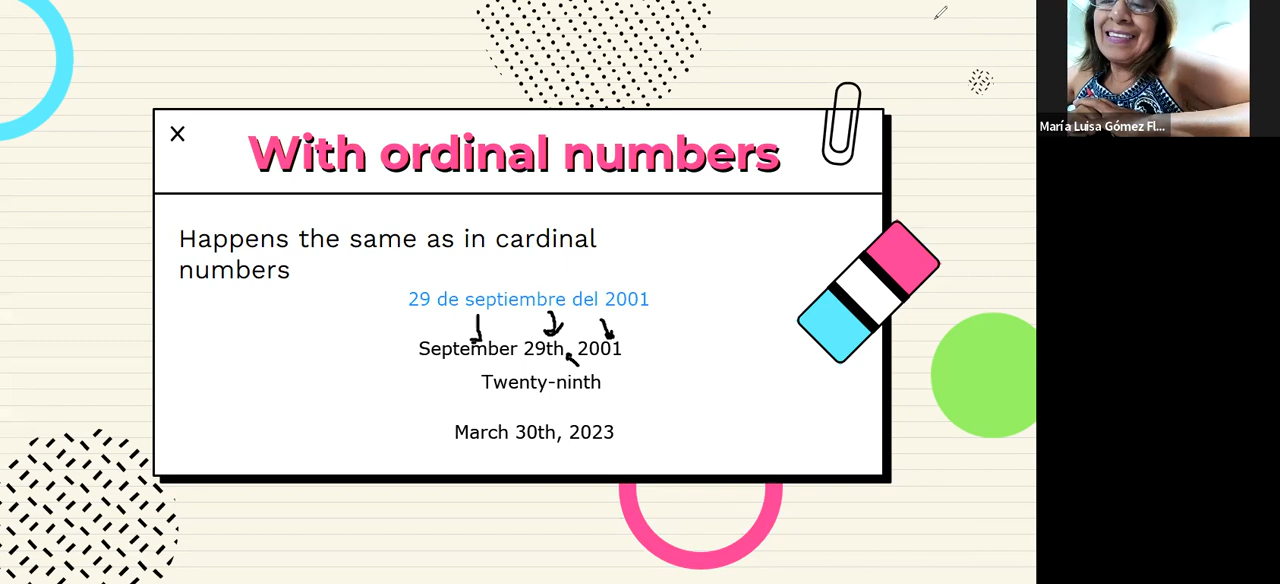 With ordinal numbers
Happens the same as in cardinal
numbers
29 de septiembre del 2001
September 29th, 2001
Twenty-ninth
March 30th, 2023
María Luisa Gómez Fl...